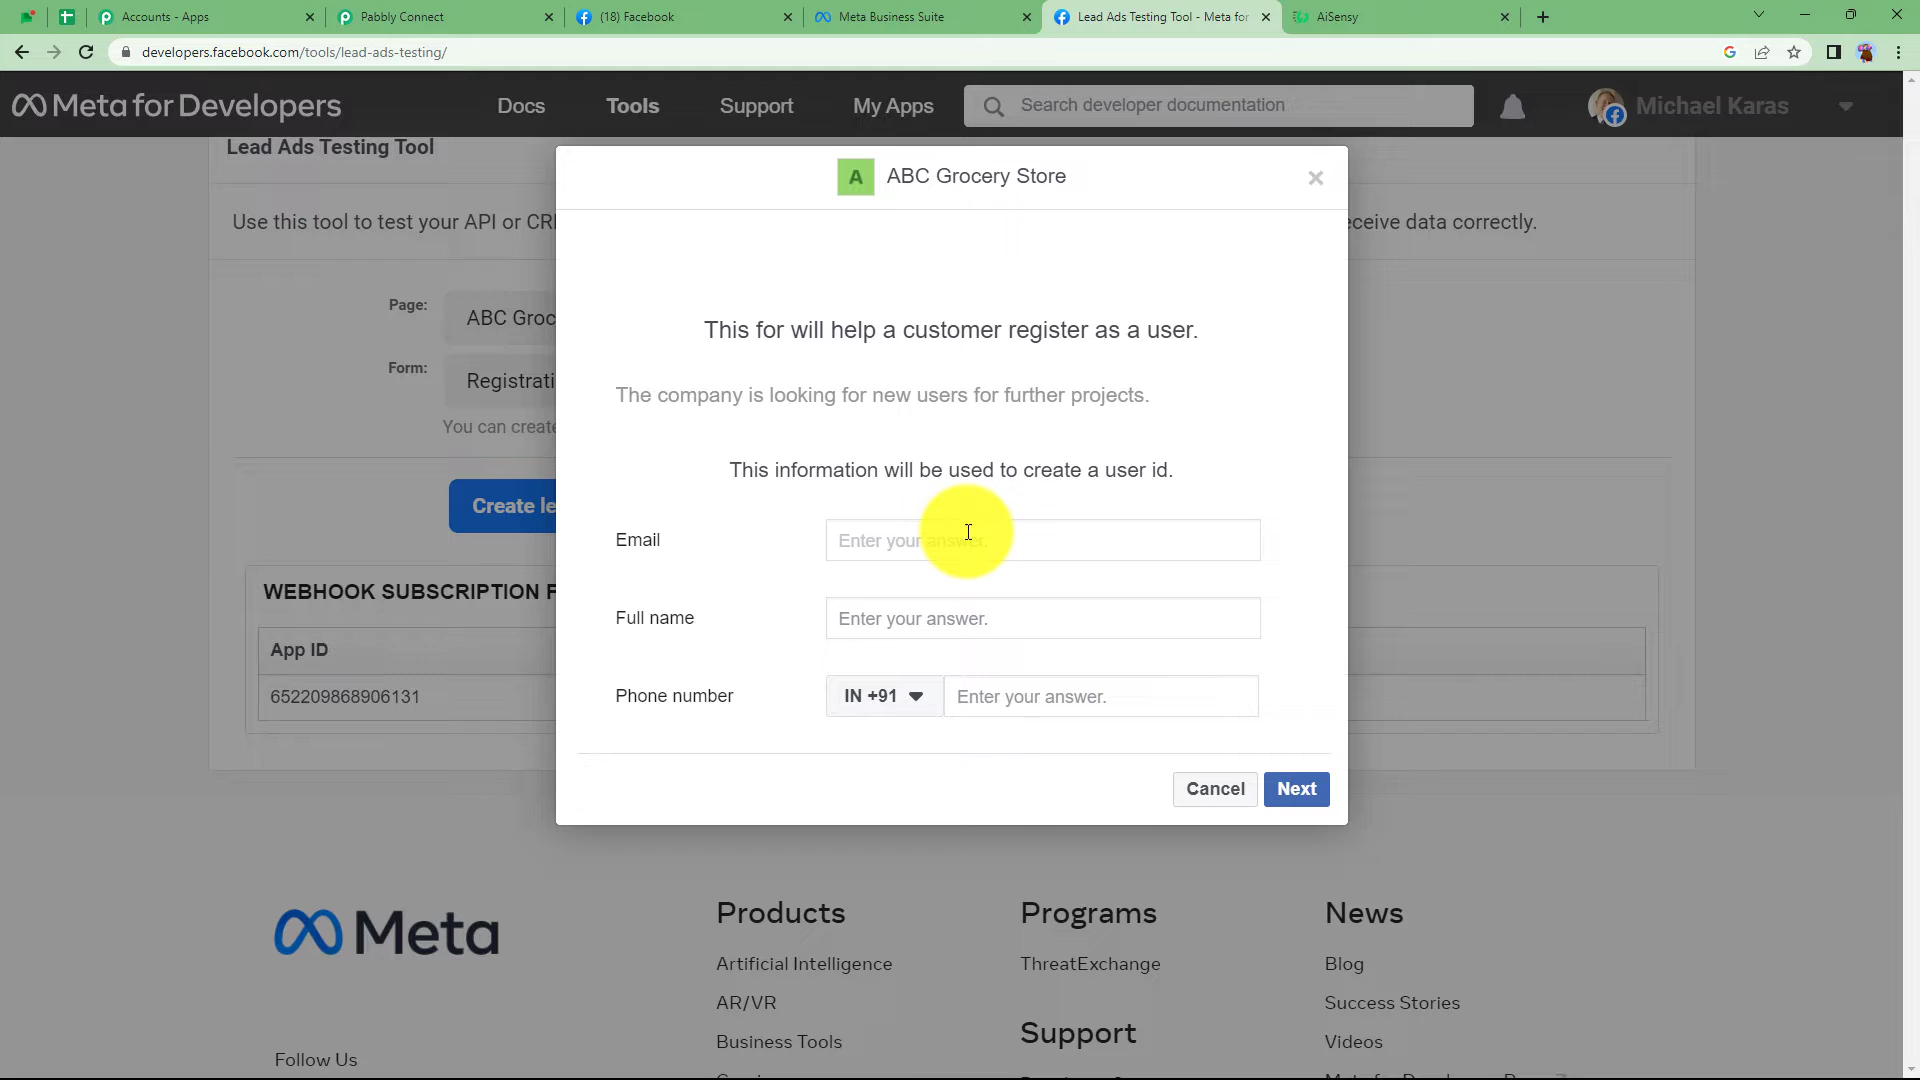 Accounts - Apps
Pabbly Connect
(18) Facebook
Meta Business Suite
Lead Ads Testing Tool - Meta for
AiSensy
developers.facebook.com/tools/lead-ads-testing/
Meta for Developers
Docs
Tools
Support
My Apps
Search developer documentation
Michael Karas
Lead Ads Testing Tool
A ABC Grocery Store
Use this tool to test your API or CR
ceive data correctly.
Page:
ABC Groc
This for will help a customer register as a user.
Form:
Registrati
The company is looking for new users for further projects.
You can create
This information will be used to create a user id.
Create le
Email
Enter your answer.
WEBHOOK SUBSCRIPTION F
Full name
Enter your answer.
App ID
Phone number
IN +91
Enter your answer.
652209868906131
Cancel
Next
Meta
Products
Programs
News
Artificial Intelligence
ThreatExchange
Blog
AR/VR
Success Stories
Business Tools
Support
Videos
Follow Us